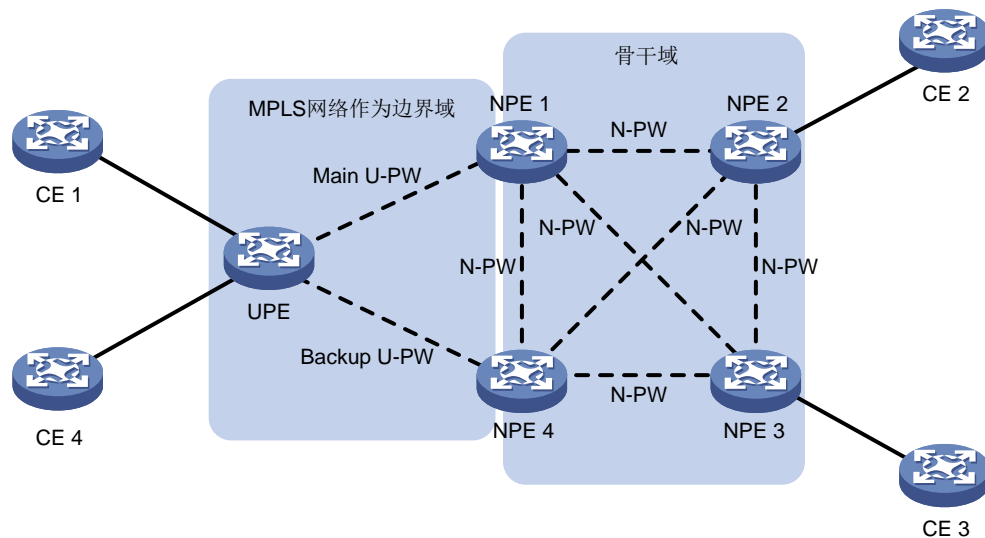 骨干域
CE 2
MPLS网络作为边界域
NPE 1
NPE 2
N-PW
CE 1
Main U-PW
N-PW
N-PW
N-PW
N-PW
UPE
Backup U-PW
N-PW
CE 4
NPE 4
NPE 3
CE 3